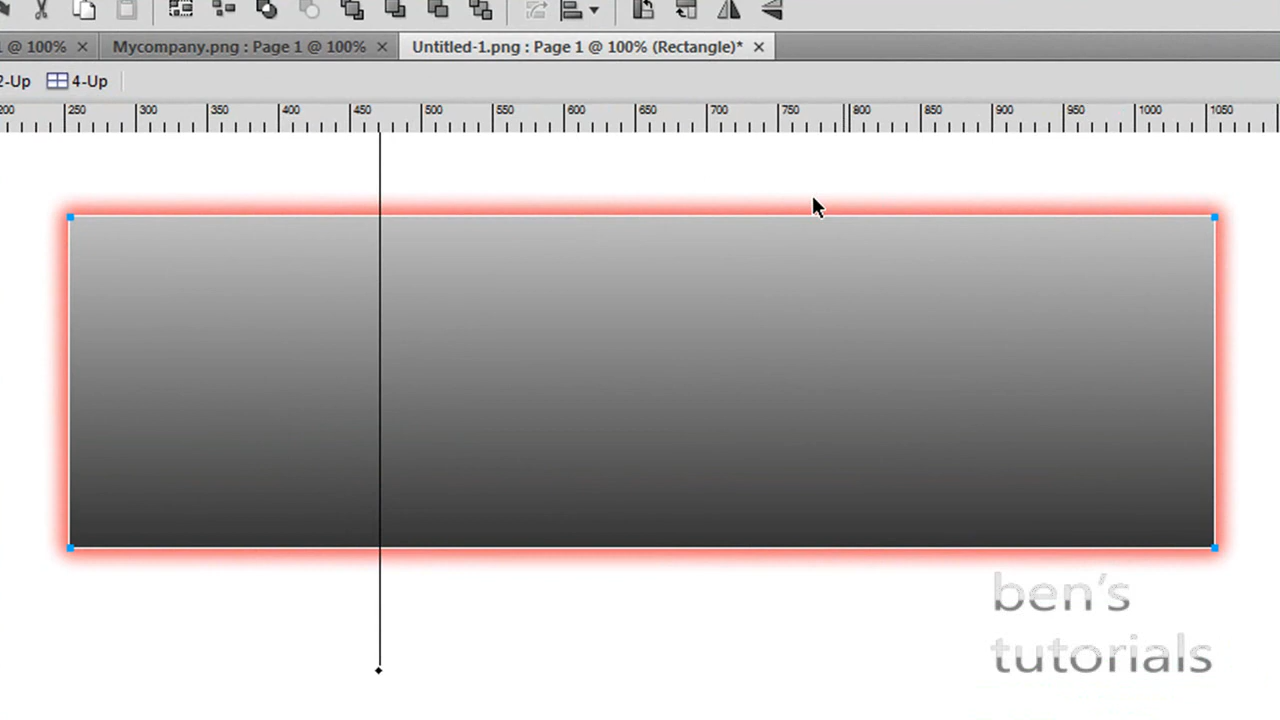 1 @ 100% ×
Mycompany.png : Page 1 @ 100% ×
Untitled-1.png : Page 1 @ 100% (Rectangle)* ×
2-Up
4-Up
200 250 300 350 400 450 500 550 600 650 700 750 800 850 900 950 1000 1050
ben's
tutorials